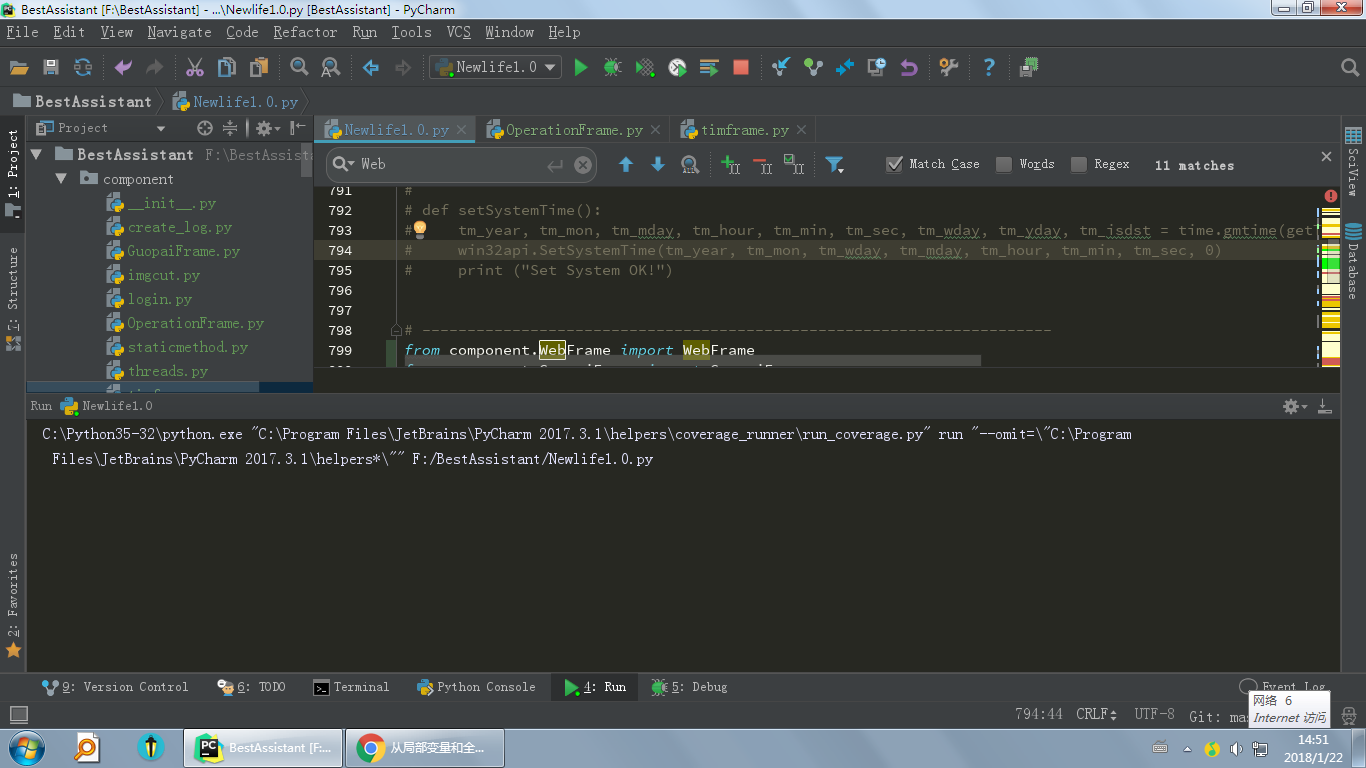 BestAssistant [F:\BestAssistant] - ...\Newlife1.0.py [BestAssistant] - PyCharm
File Edit View Navigate Code Refactor Run Tools VCS Window Help
Newlife1.0
BestAssistant Newlife1.0.py
1: Project
Project
Newlife1.0.py OperationFrame.py timframe.py
BestAssistant F:\BestAssista
component
__init__.py
create_log.py
GuopaiFrame.py
imgcut.py
login.py
OperationFrame.py
staticmethod.py
threads.py
Web Match Case Words Regex 11 matches
791 #
792 # def setSystemTime():
793 # tm_year, tm_mon, tm_mday, tm_hour, tm_min, tm_sec, tm_wday, tm_yday, tm_isdst = time.gmtime(get
794 # win32api.SetSystemTime(tm_year, tm_mon, tm_wday, tm_mday, tm_hour, tm_min, tm_sec, 0)
795 # print ("Set System OK!")
796
797
798 # ----------------------------------------------------------------------
799 from component.WebFrame import WebFrame
SciView
Database
7: Structure
2: Favorites
Run Newlife1.0
C:\Python35-32\python.exe "C:\Program Files\JetBrains\PyCharm 2017.3.1\helpers\coverage_runner\run_coverage.py" run "--omit=\"C:\Program
Files\JetBrains\PyCharm 2017.3.1\helpers*\"" F:/BestAssistant/Newlife1.0.py
9: Version Control 6: TODO Terminal Python Console 4: Run 5: Debug Event Log
794:44 CRLF UTF-8 Git: mas
网络 6
Internet 访问
BestAssistant [F:... 从局部变量和全...
14:51
2018/1/22